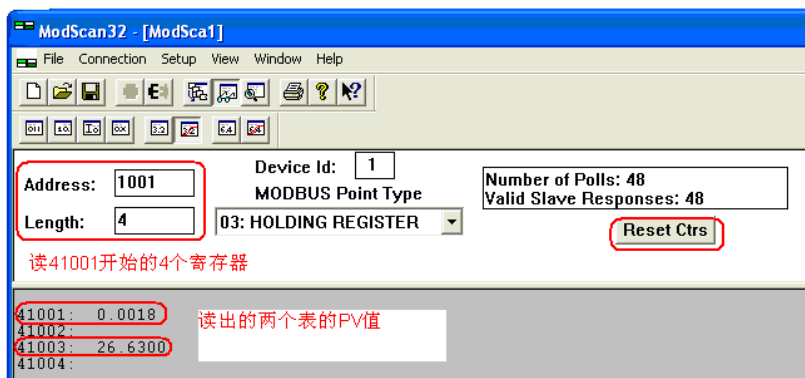 ModScan32 - [ModSca1]
File Connection Setup View Window Help
Address: 1001
Length: 4
Device Id: 1
MODBUS Point Type
03: HOLDING REGISTER
Number of Polls: 48
Valid Slave Responses: 48
Reset Ctrs
读41001开始的4个寄存器
41001: 0.0018
41002:
41003: 26.6300
41004:
读出的两个表的PV值